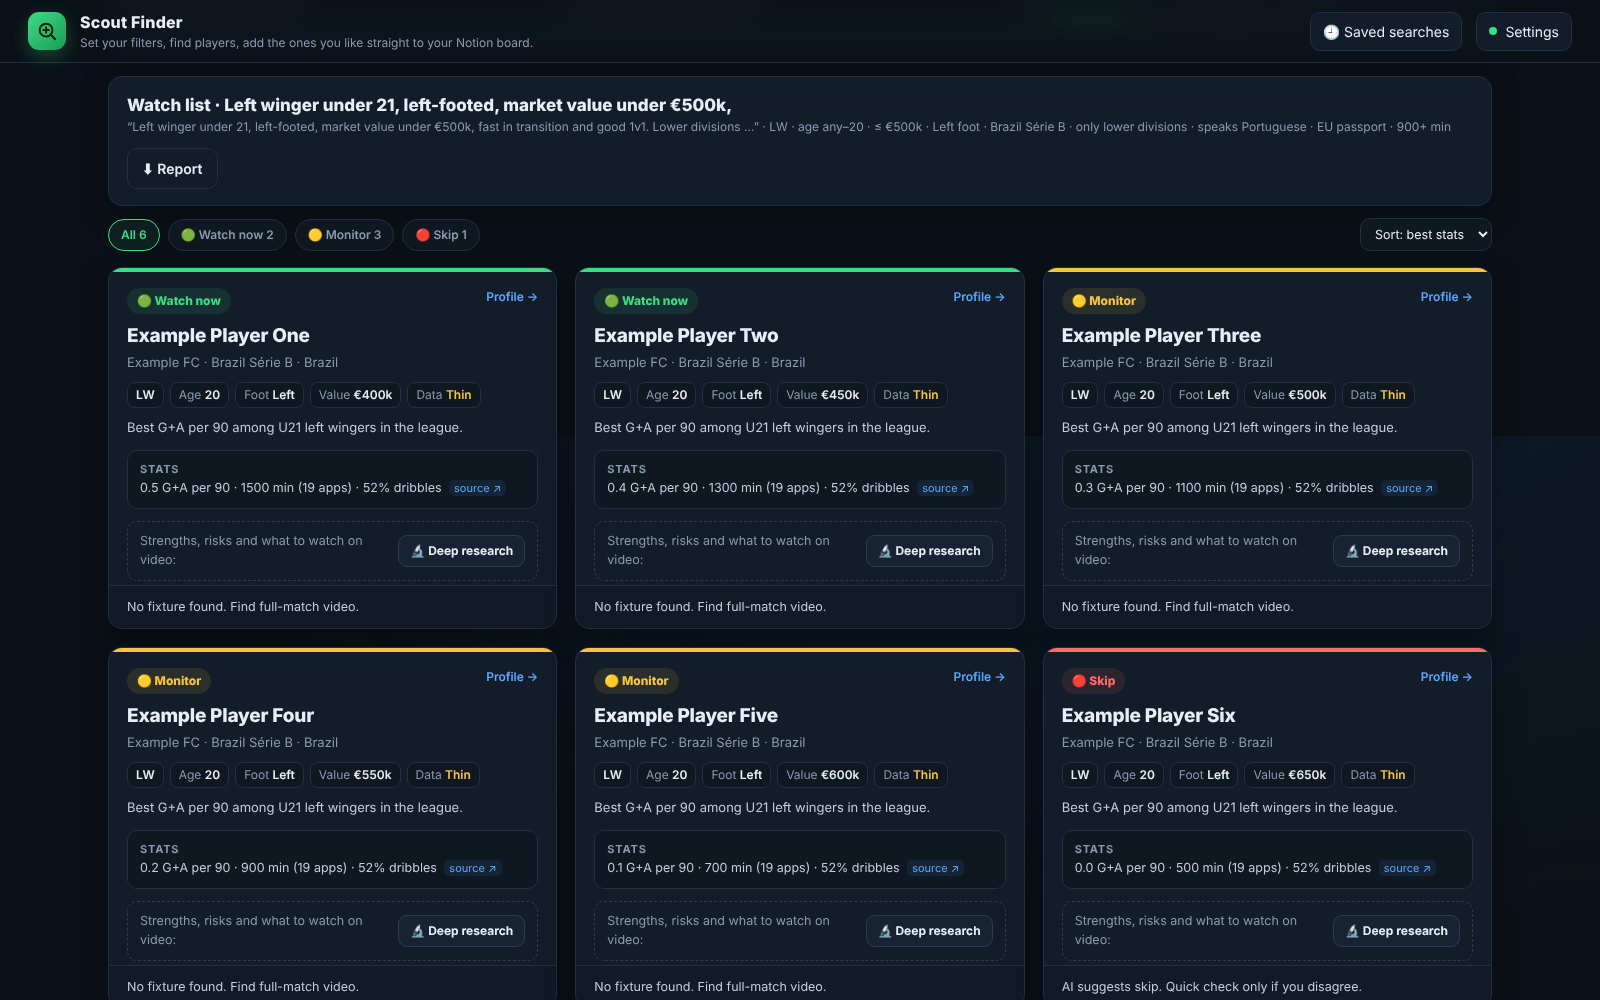 Scout Finder
Set your filters, find players, add the ones you like straight to your Notion board.
🕘 Saved searches
Settings
Watch list · Left winger under 21, left-footed, market value under €500k,
“Left winger under 21, left-footed, market value under €500k, fast in transition and good 1v1. Lower divisions ...” · LW · age any–20 · ≤ €500k · Left foot · Brazil Série B · only lower divisions · speaks Portuguese · EU passport · 900+ min
⬇ Report
All 6
🟢 Watch now 2
🟡 Monitor 3
🔴 Skip 1
Sort: best stats
🟢 Watch now
Profile →
Example Player One
Example FC · Brazil Série B · Brazil
LW
Age 20
Foot Left
Value €400k
Data Thin
Best G+A per 90 among U21 left wingers in the league.
STATS
0.5 G+A per 90 · 1500 min (19 apps) · 52% dribbles source ↗
Strengths, risks and what to watch on
video:
🔬 Deep research
No fixture found. Find full-match video.
🟢 Watch now
Profile →
Example Player Two
Example FC · Brazil Série B · Brazil
LW
Age 20
Foot Left
Value €450k
Data Thin
Best G+A per 90 among U21 left wingers in the league.
STATS
0.4 G+A per 90 · 1300 min (19 apps) · 52% dribbles source ↗
Strengths, risks and what to watch on
video:
🔬 Deep research
No fixture found. Find full-match video.
🟡 Monitor
Profile →
Example Player Three
Example FC · Brazil Série B · Brazil
LW
Age 20
Foot Left
Value €500k
Data Thin
Best G+A per 90 among U21 left wingers in the league.
STATS
0.3 G+A per 90 · 1100 min (19 apps) · 52% dribbles source ↗
Strengths, risks and what to watch on
video:
🔬 Deep research
No fixture found. Find full-match video.
🟡 Monitor
Profile →
Example Player Four
Example FC · Brazil Série B · Brazil
LW
Age 20
Foot Left
Value €550k
Data Thin
Best G+A per 90 among U21 left wingers in the league.
STATS
0.2 G+A per 90 · 900 min (19 apps) · 52% dribbles source ↗
Strengths, risks and what to watch on
video:
🔬 Deep research
No fixture found. Find full-match video.
🟡 Monitor
Profile →
Example Player Five
Example FC · Brazil Série B · Brazil
LW
Age 20
Foot Left
Value €600k
Data Thin
Best G+A per 90 among U21 left wingers in the league.
STATS
0.1 G+A per 90 · 700 min (19 apps) · 52% dribbles source ↗
Strengths, risks and what to watch on
video:
🔬 Deep research
No fixture found. Find full-match video.
🔴 Skip
Profile →
Example Player Six
Example FC · Brazil Série B · Brazil
LW
Age 20
Foot Left
Value €650k
Data Thin
Best G+A per 90 among U21 left wingers in the league.
STATS
0.0 G+A per 90 · 500 min (19 apps) · 52% dribbles source ↗
Strengths, risks and what to watch on
video:
🔬 Deep research
AI suggests skip. Quick check only if you disagree.